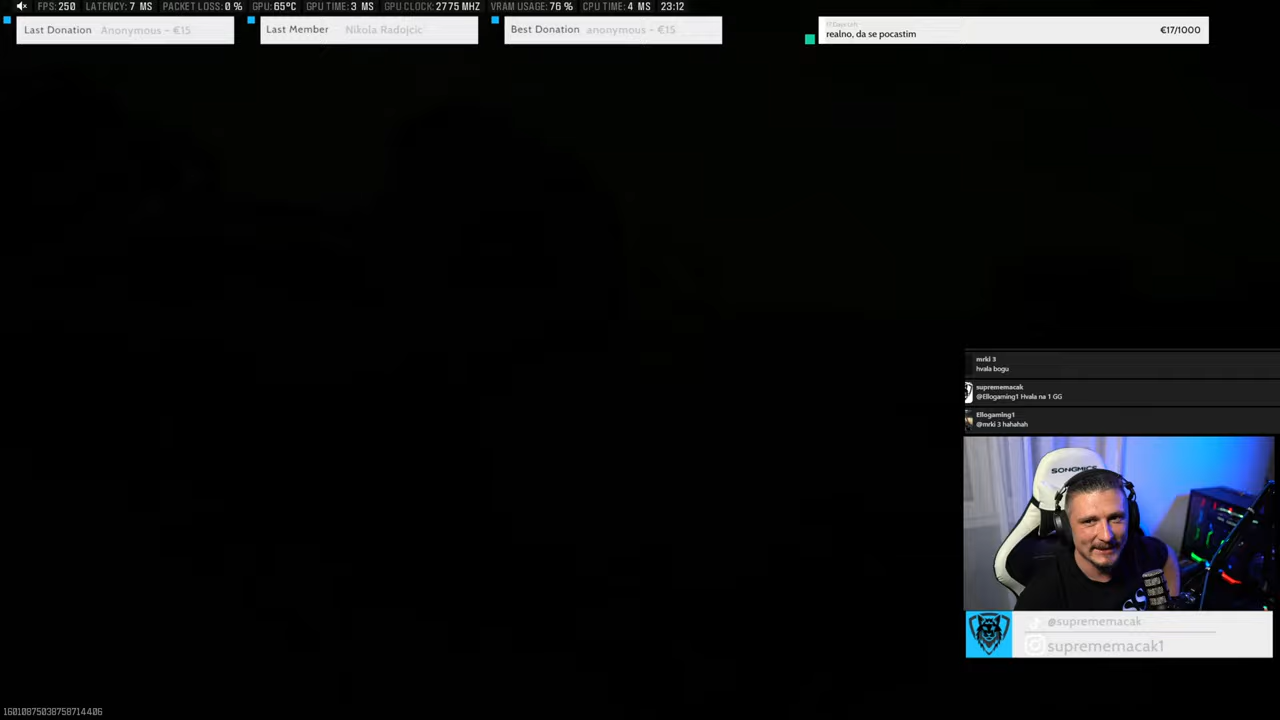 FPS: 250 LATENCY: 7 MS PACKET LOSS: 0 % GPU: 65°C GPU TIME: 3 MS GPU CLOCK: 2775 MHZ VRAM USAGE: 76 % CPU TIME: 4 MS 23:12
Last Donation Anonymous - €15
Last Member Nikola Radojcic
Best Donation anonymous - €15
realno, da se pocastim €17/1000
mrki 3
hvala bogu
suprememacak
@Ellogaming1 Hvala na 1 GG
Ellogaming1
@mrki 3 hahahah
SONGMICS
@suprememacak
suprememacak1
16010875038758714406